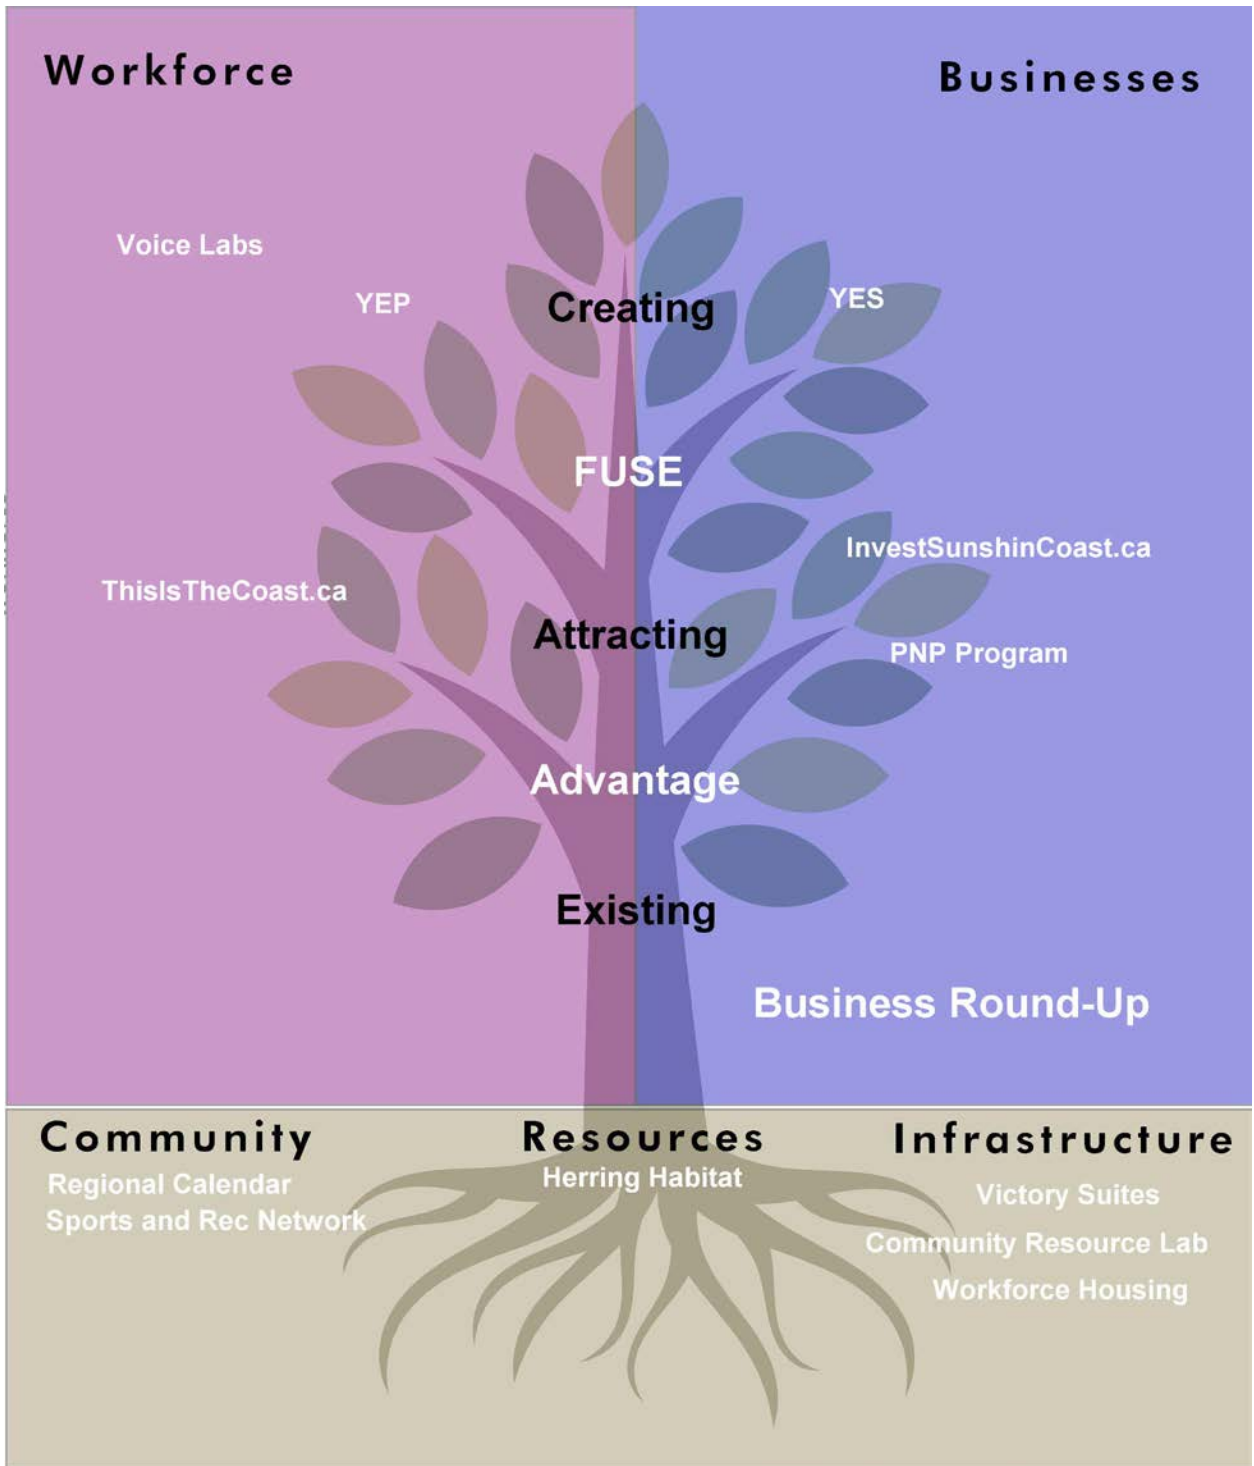 Workforce
Businesses
Voice Labs
YEP
YES
Creating
FUSE
InvestSunshinCoast.ca
ThisIsTheCoast.ca
Attracting
PNP Program
Advantage
Existing
Business Round-Up
Community
Resources
Infrastructure
Regional Calendar
Herring Habitat
Sports and Rec Network
Victory Suites
Community Resource Lab
Workforce Housing